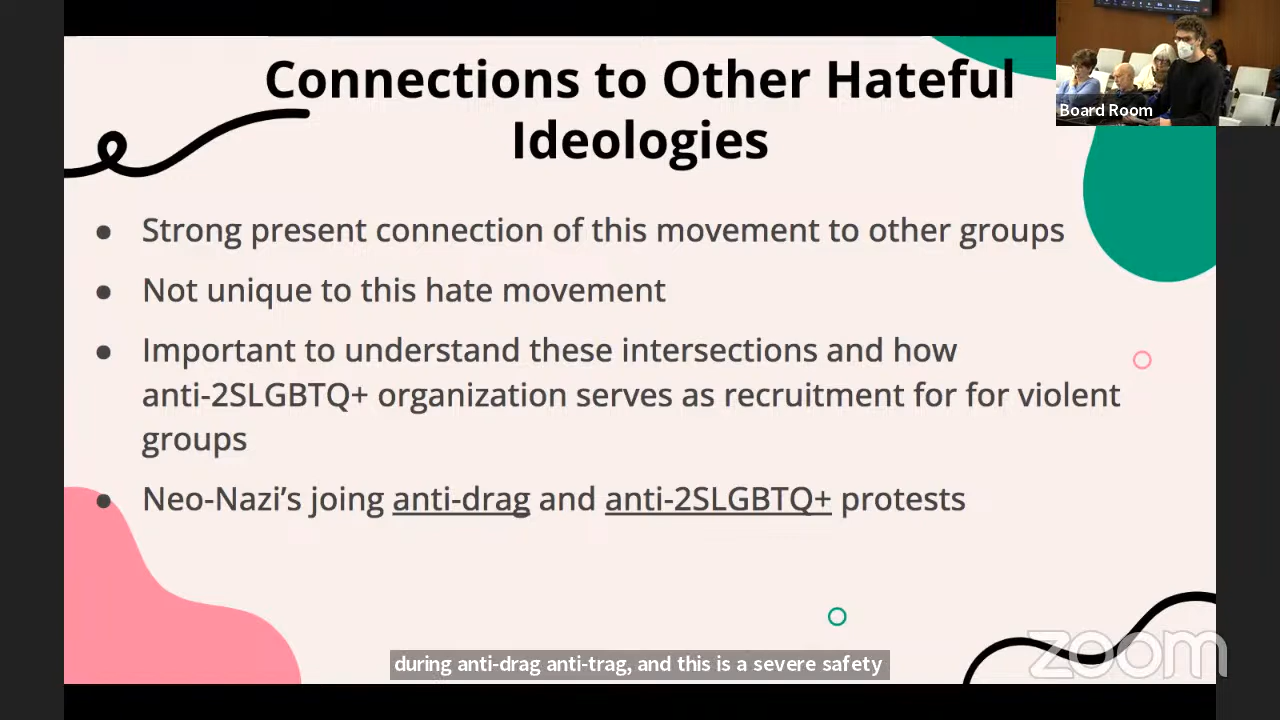 Connections to Other Hateful
Ideologies
Board Room
● Strong present connection of this movement to other groups
● Not unique to this hate movement
● Important to understand these intersections and how
anti-2SLGBTQ+ organization serves as recruitment for for violent
groups
● Neo-Nazi’s joing anti-drag and anti-2SLGBTQ+ protests
during anti-drag anti-trag, and this is a severe safety
zoom